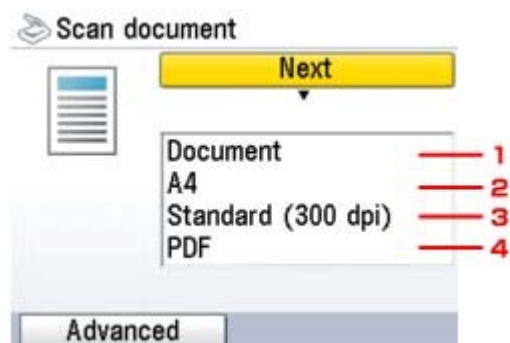 Scan document
Next
Document 1
A4 2
Standard (300 dpi) 3
PDF 4
Advanced